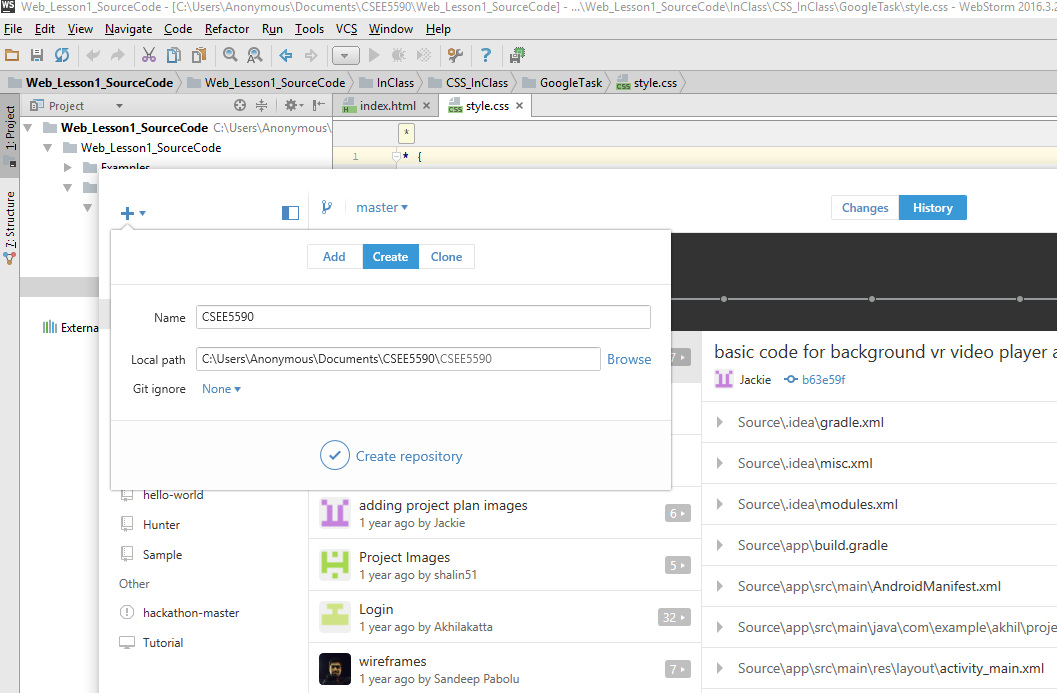 WS Web_Lesson1_SourceCode - [C:\Users\Anonymous\Documents\CSEE5590\Web_Lesson1_SourceCode] - ...\Web_Lesson1_SourceCode\InClass\CSS_InClass\GoogleTask\style.css - WebStorm 2016.3.2
File Edit View Navigate Code Refactor Run Tools VCS Window Help
Web_Lesson1_SourceCode Web_Lesson1_SourceCode InClass CSS_InClass GoogleTask style.css
1: Project
7: Structure
Project
index.html style.css
Web_Lesson1_SourceCode C:\Users\Anonymous\
Web_Lesson1_SourceCode
Examples
Externa
*
1 * {
master
Changes History
Add Create Clone
Name CSEE5590
Local path C:\Users\Anonymous\Documents\CSEE5590\CSEE5590 Browse
Git ignore None
Create repository
hello-world
Hunter
Sample
Other
hackathon-master
Tutorial
7
adding project plan images
1 year ago by Jackie
6
Project Images
1 year ago by shalin51
5
Login
1 year ago by Akhilakatta
32
wireframes
1 year ago by Sandeep Pabolu
7
basic code for background vr video player a
Jackie b63e59f
Source\.idea\gradle.xml
Source\.idea\misc.xml
Source\.idea\modules.xml
Source\app\build.gradle
Source\app\src\main\AndroidManifest.xml
Source\app\src\main\java\com\example\akhil\proje
Source\app\src\main\res\layout\activity_main.xml